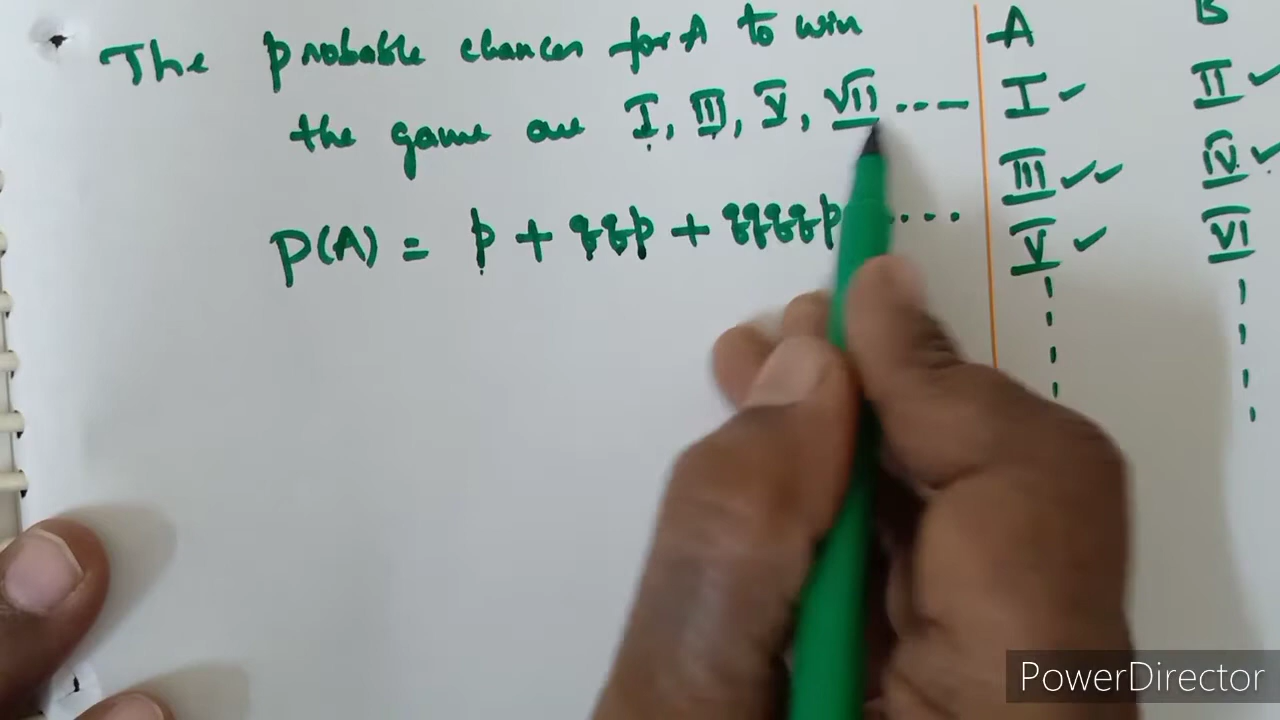 The probable chances for A to win
the game are I, III, V, VII ----
P(A) = p + qqp + qqqqp ....
A B
I ✓ II ✓
III ✓✓ IV ✓
V ✓ VI
PowerDirector